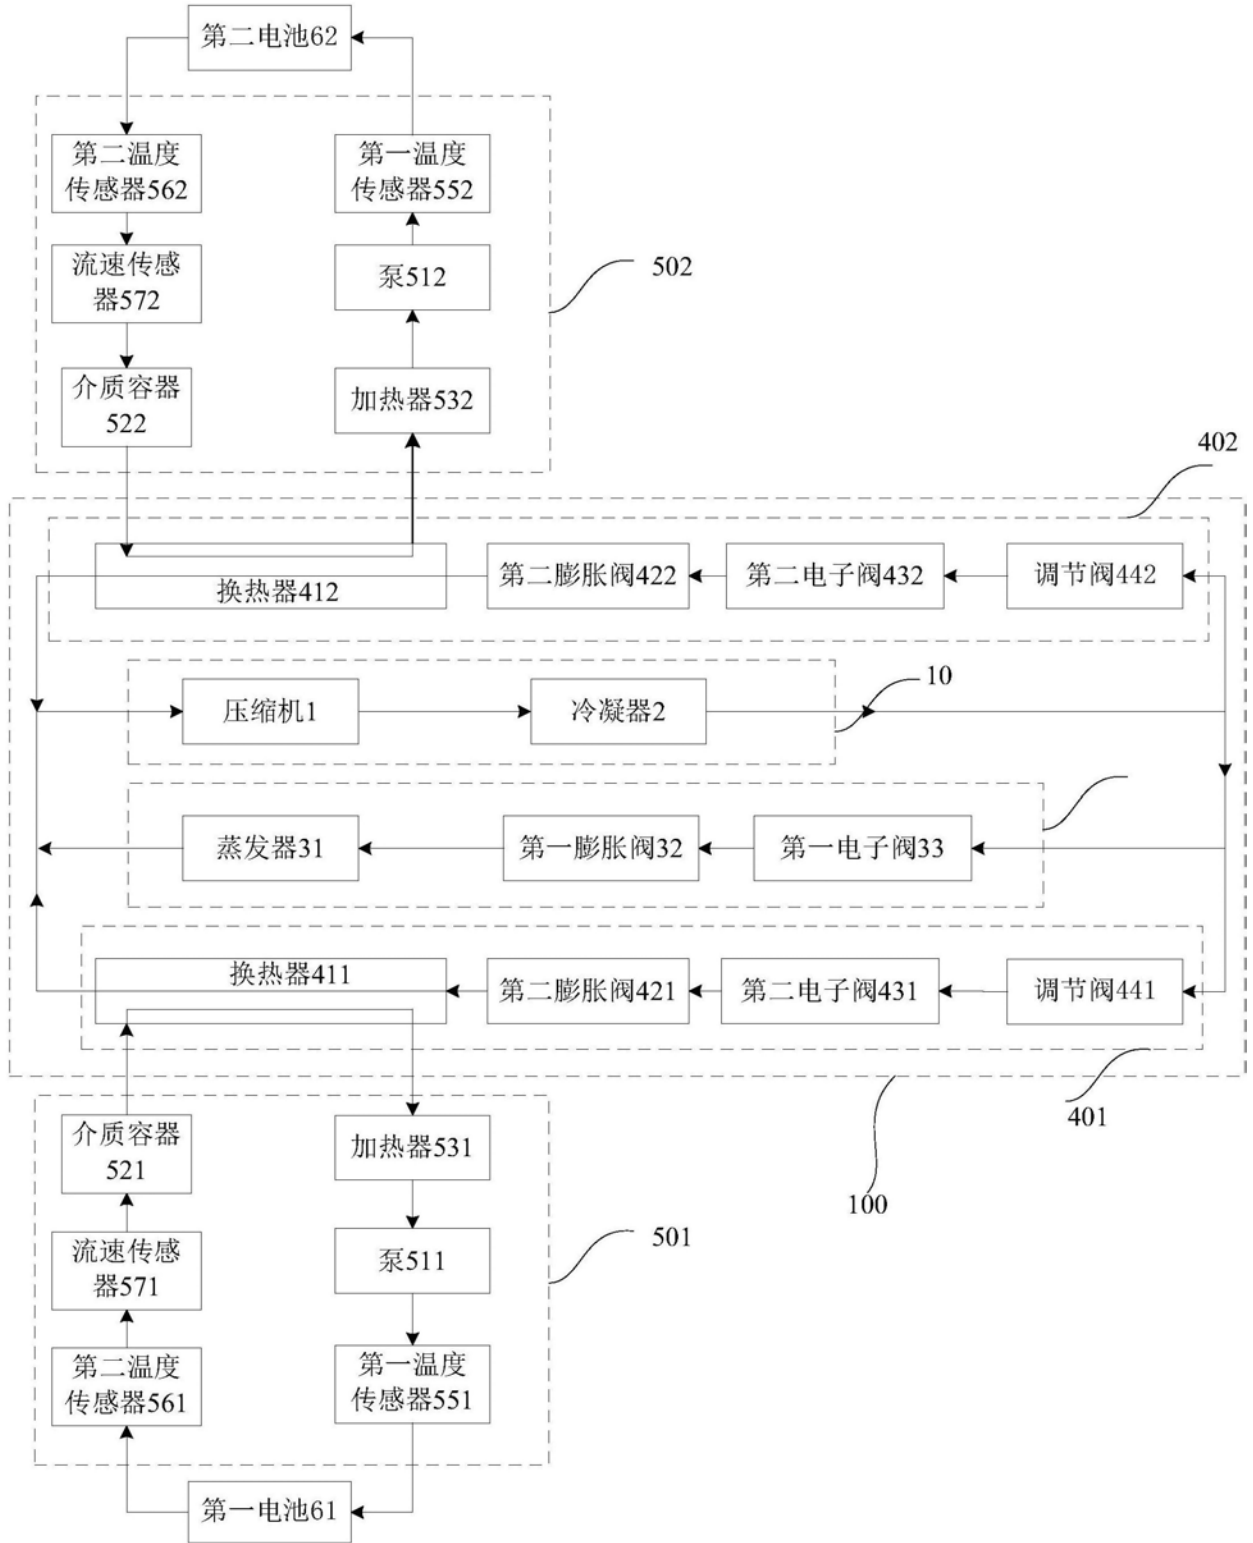 第二电池62
第二温度
传感器562
第一温度
传感器552
流速传感
器572
泵512
502
介质容器
522
加热器532
402
换热器412
第二膨胀阀422
第二电子阀432
调节阀442
10
压缩机1
冷凝器2
蒸发器31
第一膨胀阀32
第一电子阀33
换热器411
第二膨胀阀421
第二电子阀431
调节阀441
401
100
介质容器
521
加热器531
流速传感
器571
泵511
501
第二温度
传感器561
第一温度
传感器551
第一电池61